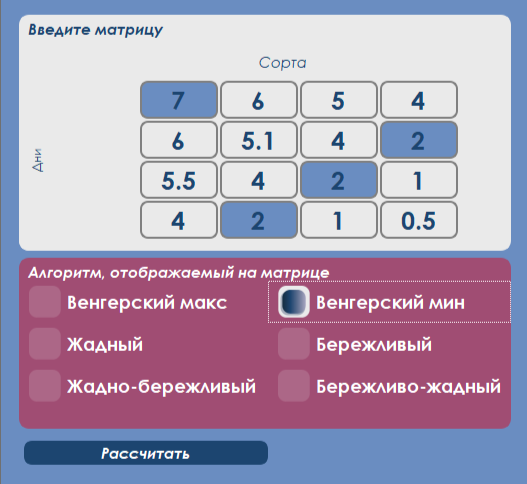 Введите матрицу
Сорта
Дни
7 6 5 4
6 5.1 4 2
5.5 4 2 1
4 2 1 0.5
Алгоритм, отображаемый на матрице
Венгерский макс Венгерский мин
Жадный Бережливый
Жадно-бережливый Бережливо-жадный
Рассчитать